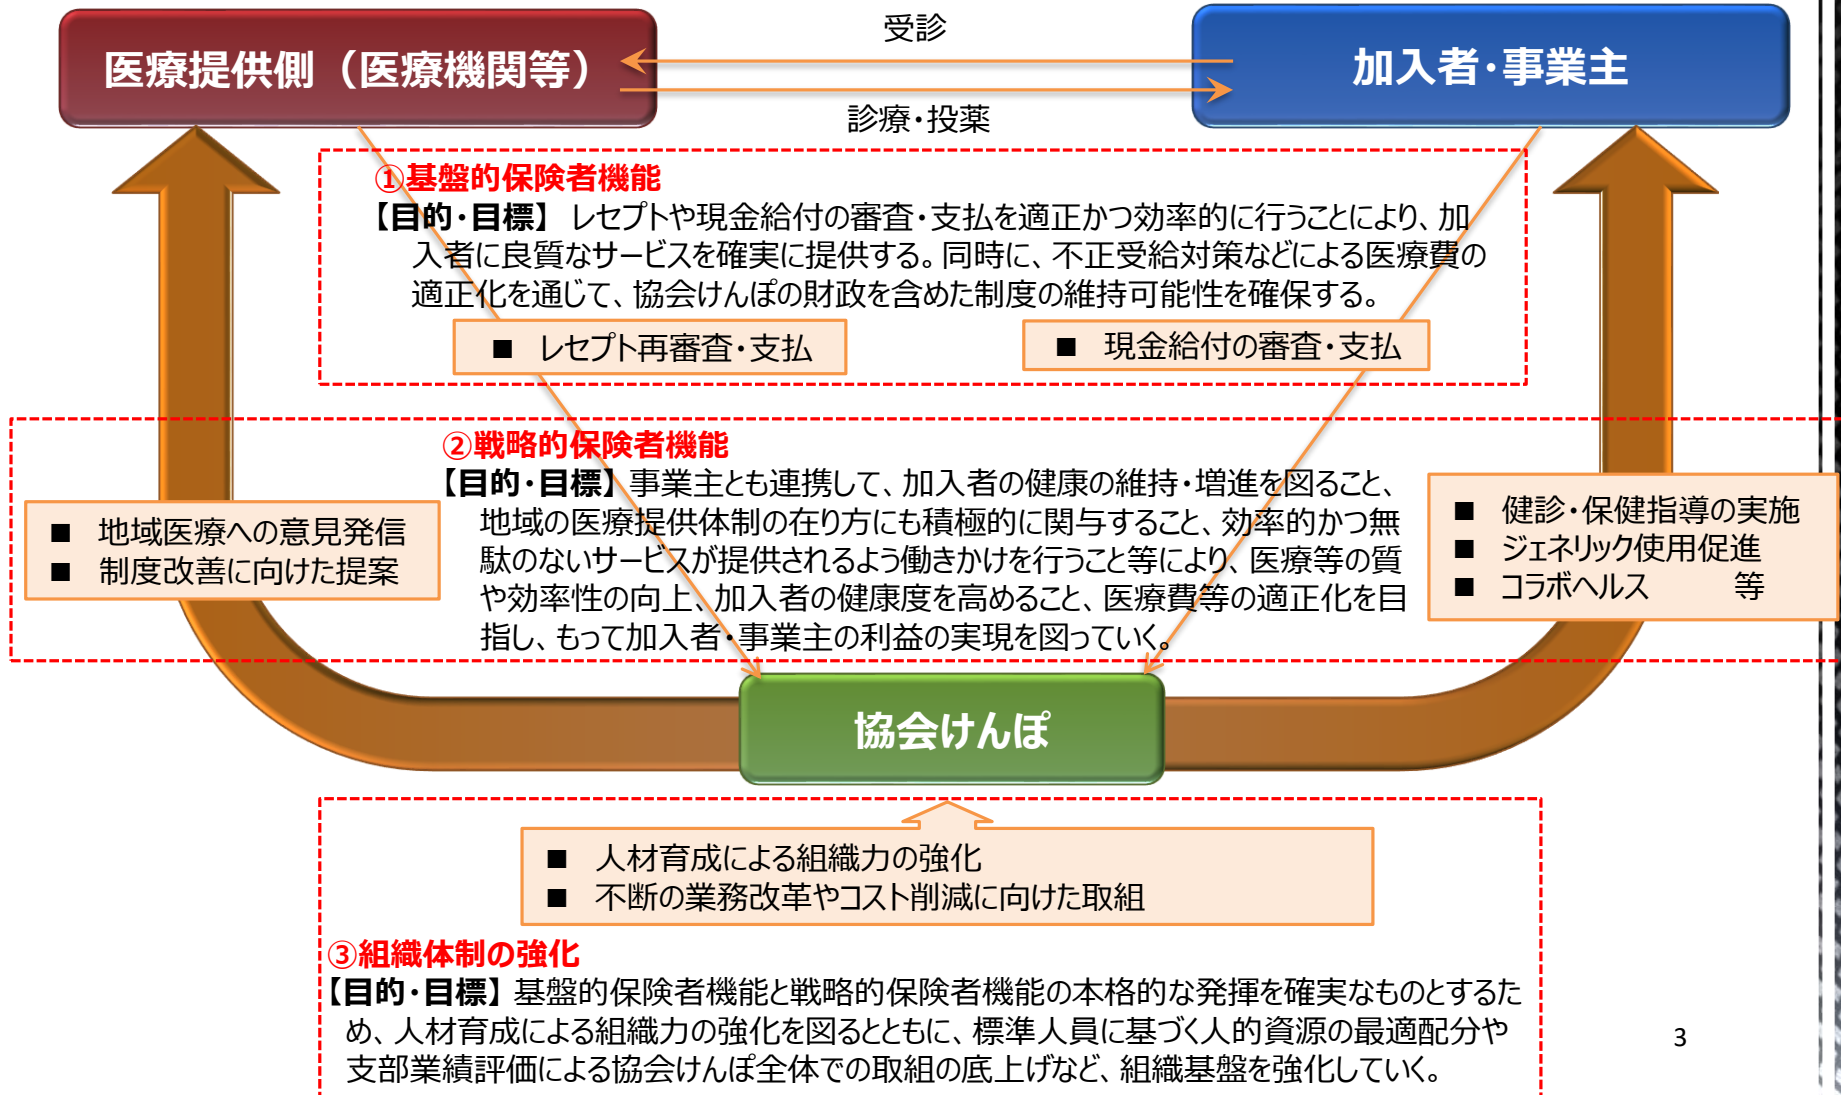 受診
医療提供側（医療機関等）
加入者・事業主
診療・投薬
①基盤的保険者機能
【目的・目標】 レセプトや現金給付の審査・支払を適正かつ効率的に行うことにより、加
入者に良質なサービスを確実に提供する。同時に、不正受給対策などによる医療費の
適正化を通じて、協会けんぽの財政を含めた制度の維持可能性を確保する。
■ レセプト再審査・支払
■ 現金給付の審査・支払
②戦略的保険者機能
【目的・目標】 事業主とも連携して、加入者の健康の維持・増進を図ること、
地域の医療提供体制の在り方にも積極的に関与すること、効率的かつ無
駄のないサービスが提供されるよう働きかけを行うこと等により、医療等の質
や効率性の向上、加入者の健康度を高めること、医療費等の適正化を目
指し、もって加入者・事業主の利益の実現を図っていく。
■ 地域医療への意見発信
■ 制度改善に向けた提案
■ 健診・保健指導の実施
■ ジェネリック使用促進
■ コラボヘルス 等
協会けんぽ
■ 人材育成による組織力の強化
■ 不断の業務改革やコスト削減に向けた取組
③組織体制の強化
【目的・目標】 基盤的保険者機能と戦略的保険者機能の本格的な発揮を確実なものとするた
め、人材育成による組織力の強化を図るとともに、標準人員に基づく人的資源の最適配分や
支部業績評価による協会けんぽ全体での取組の底上げなど、組織基盤を強化していく。
3